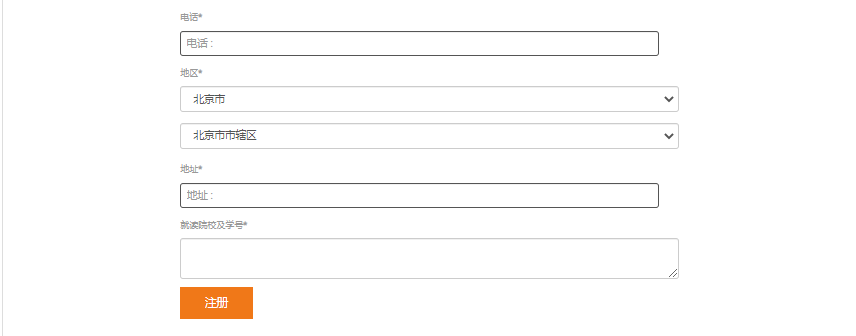 电话*
电话 :
地区*
北京市
北京市市辖区
地址*
地址 :
就读院校及学号*
注册